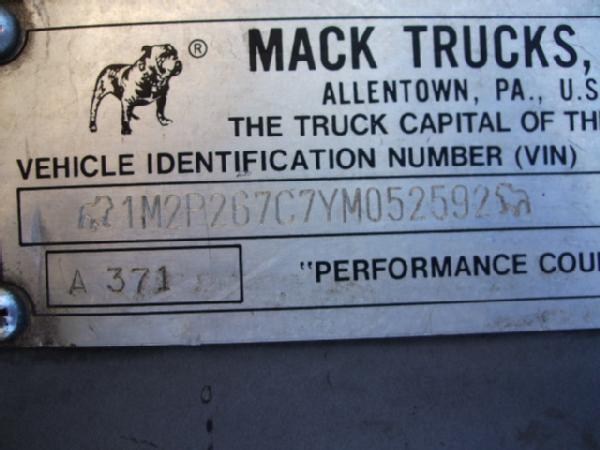 ® MACK TRUCKS,
ALLENTOWN, PA., U.S
THE TRUCK CAPITAL OF TH
VEHICLE IDENTIFICATION NUMBER (VIN)
1M2P267C7YM052592
A 371
"PERFORMANCE COU